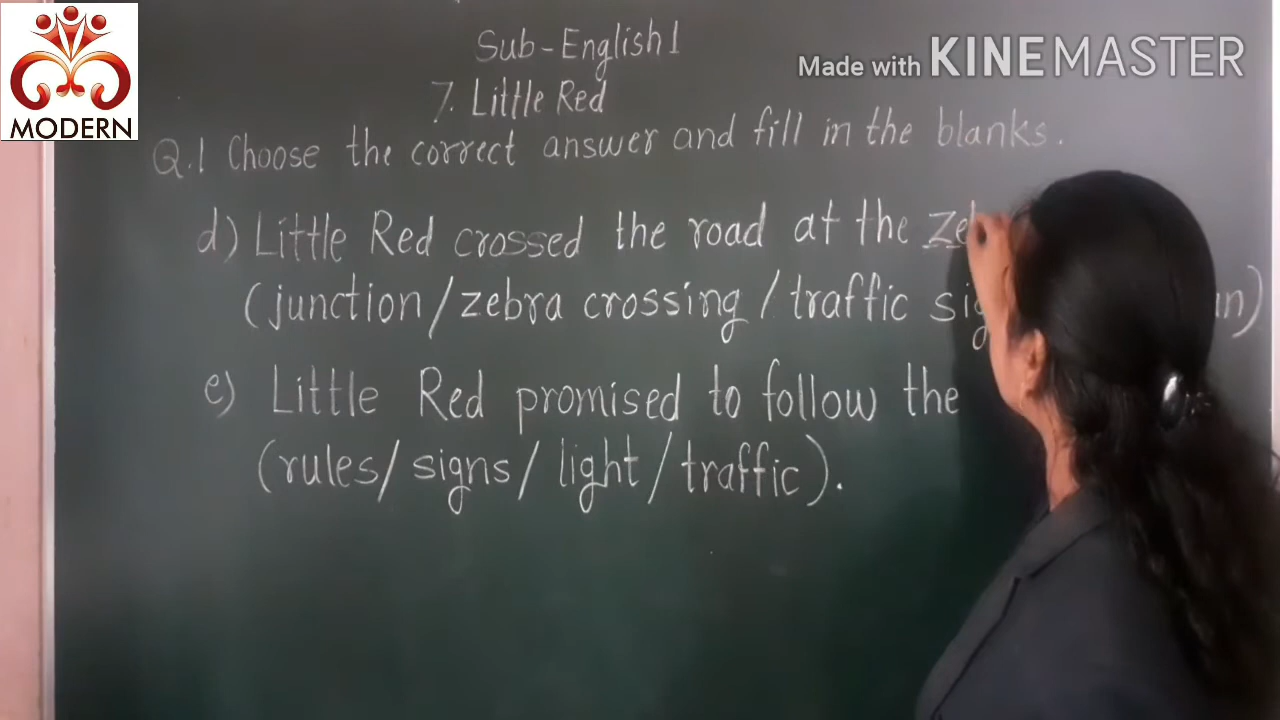 MODERN
Made with KINEMASTER
Sub-English 1
7. Little Red
Q.1 Choose the correct answer and fill in the blanks.
d) Little Red crossed the road at the
(junction/zebra crossing/traffic
e) Little Red promised to follow the
(rules/signs/light/traffic).